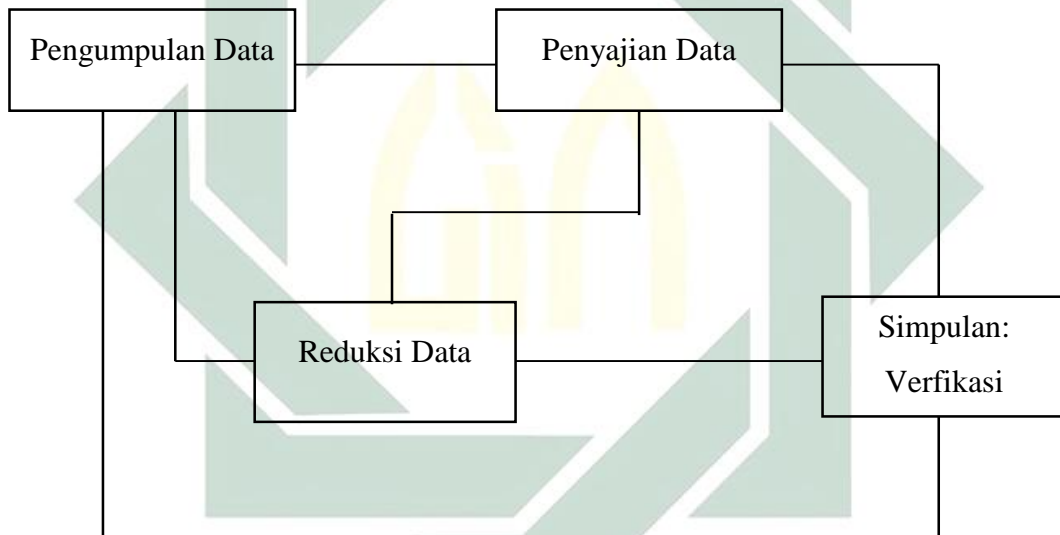 Pengumpulan Data
Penyajian Data
Reduksi Data
Simpulan:
Verfikasi